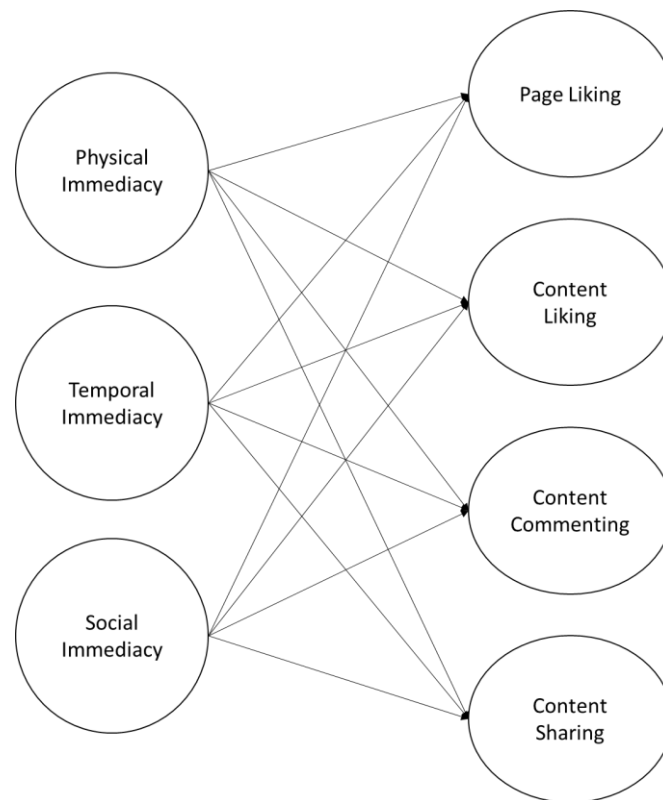 Physical
Immediacy
Temporal
Immediacy
Social
Immediacy
Page Liking
Content
Liking
Content
Commenting
Content
Sharing